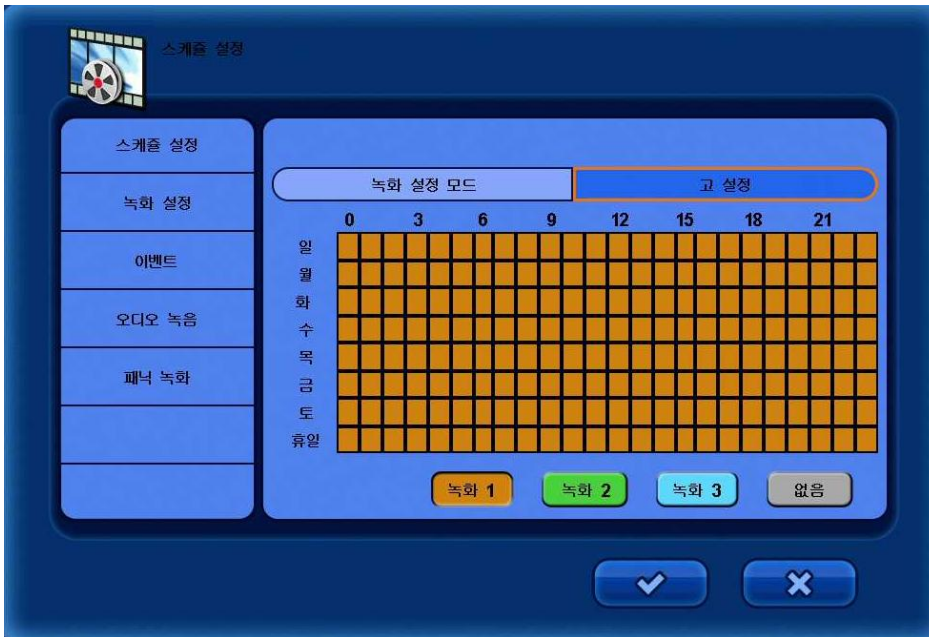 스케쥴 설정
스케쥴 설정
녹화 설정
이벤트
오디오 녹음
패닉 녹화
녹화 설정 모드 고 설정
0 3 6 9 12 15 18 21
일
월
화
수
목
금
토
휴일
녹화 1 녹화 2 녹화 3 없음